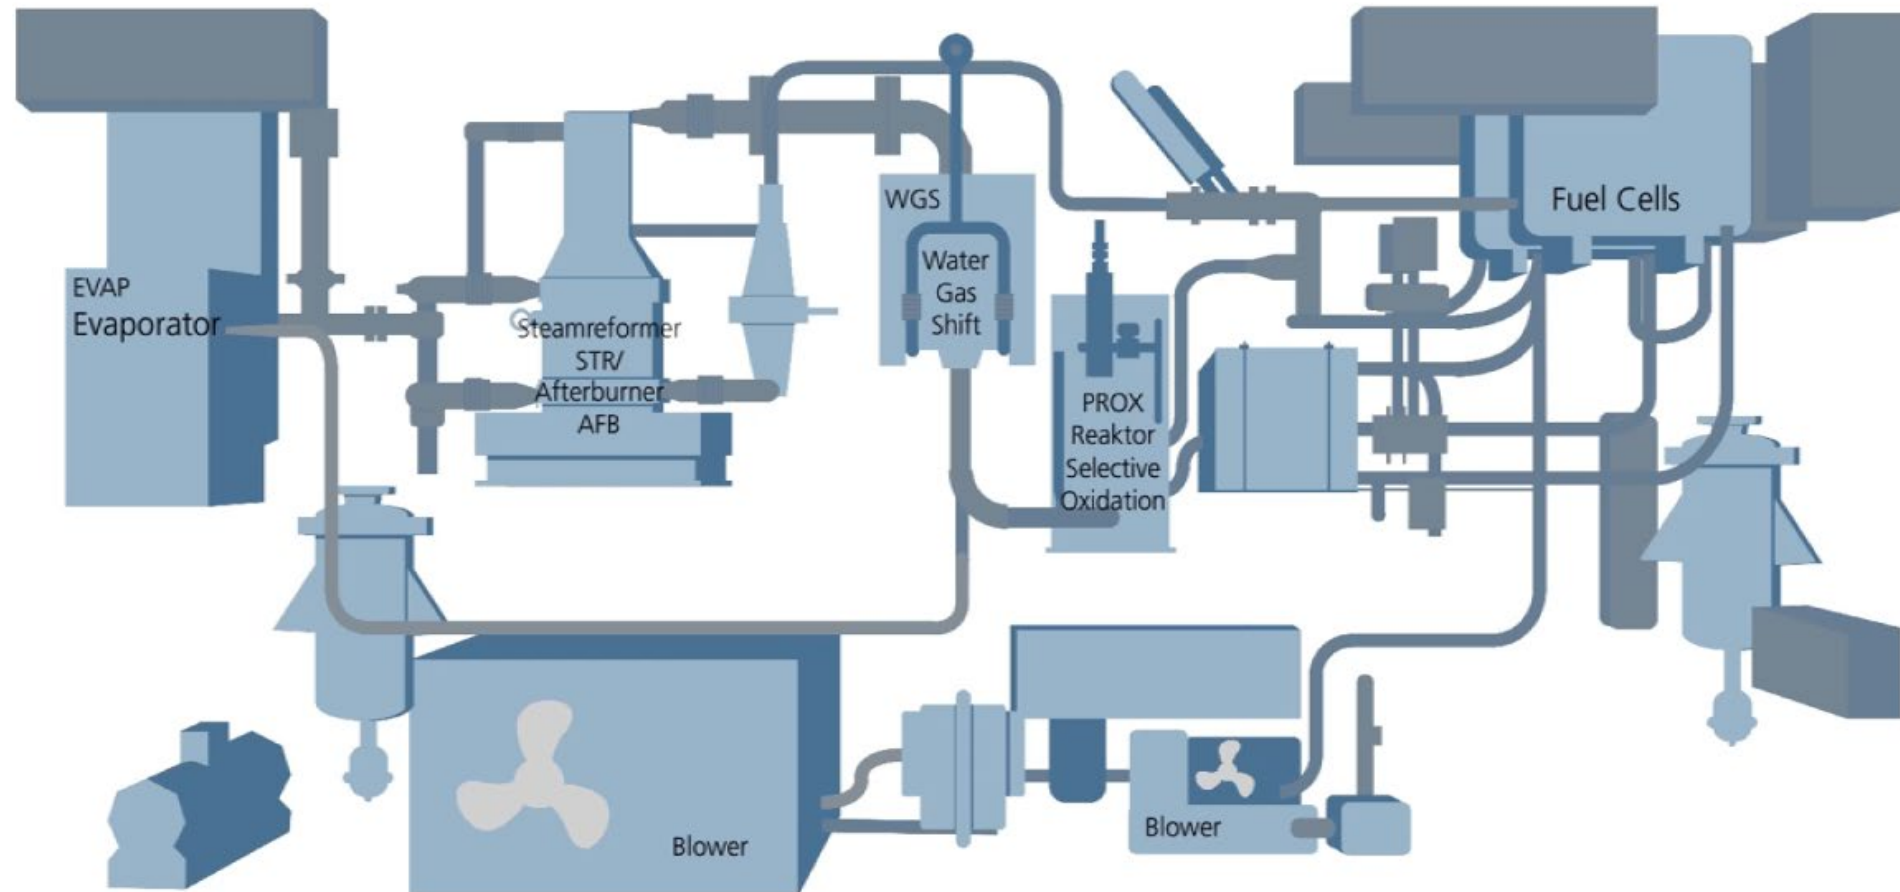 EVAP
Evaporator
Steamreformer
STR/
Afterburner
AFB
WGS
Water
Gas
Shift
PROX
Reaktor
Selective
Oxidation
Fuel Cells
Blower
Blower